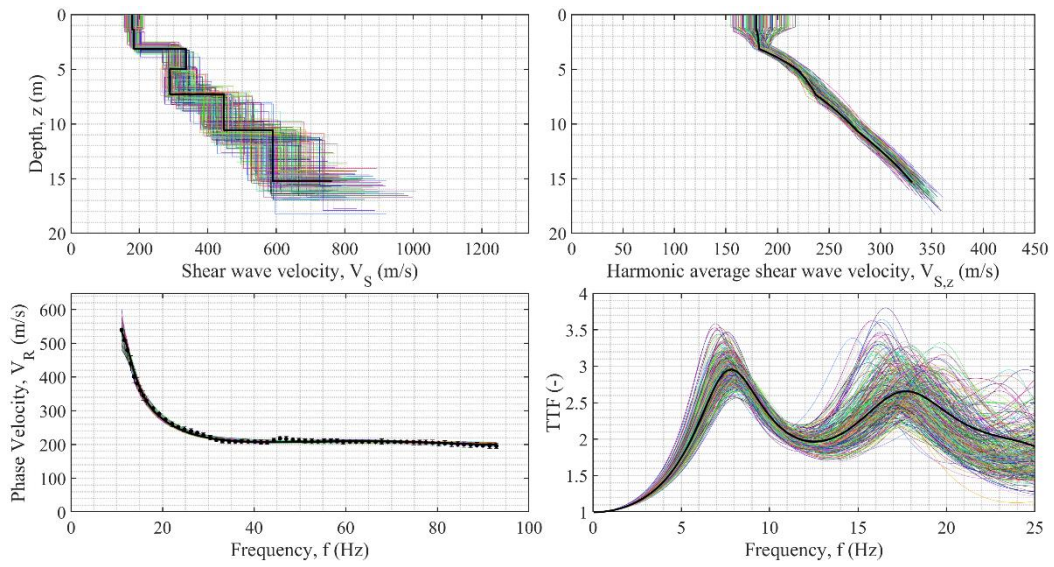 0
5
10
15
20
Depth, z (m)
0 200 400 600 800 1000 1200
Shear wave velocity, V_S (m/s)
0
5
10
15
20
0 50 100 150 200 250 300 350 400 450
Harmonic average shear wave velocity, V_S,z (m/s)
600
500
400
300
200
100
0
Phase Velocity, V_R (m/s)
0 20 40 60 80 100
Frequency, f (Hz)
4
3.5
3
2.5
2
1.5
1
TTF (-)
0 5 10 15 20 25
Frequency, f (Hz)